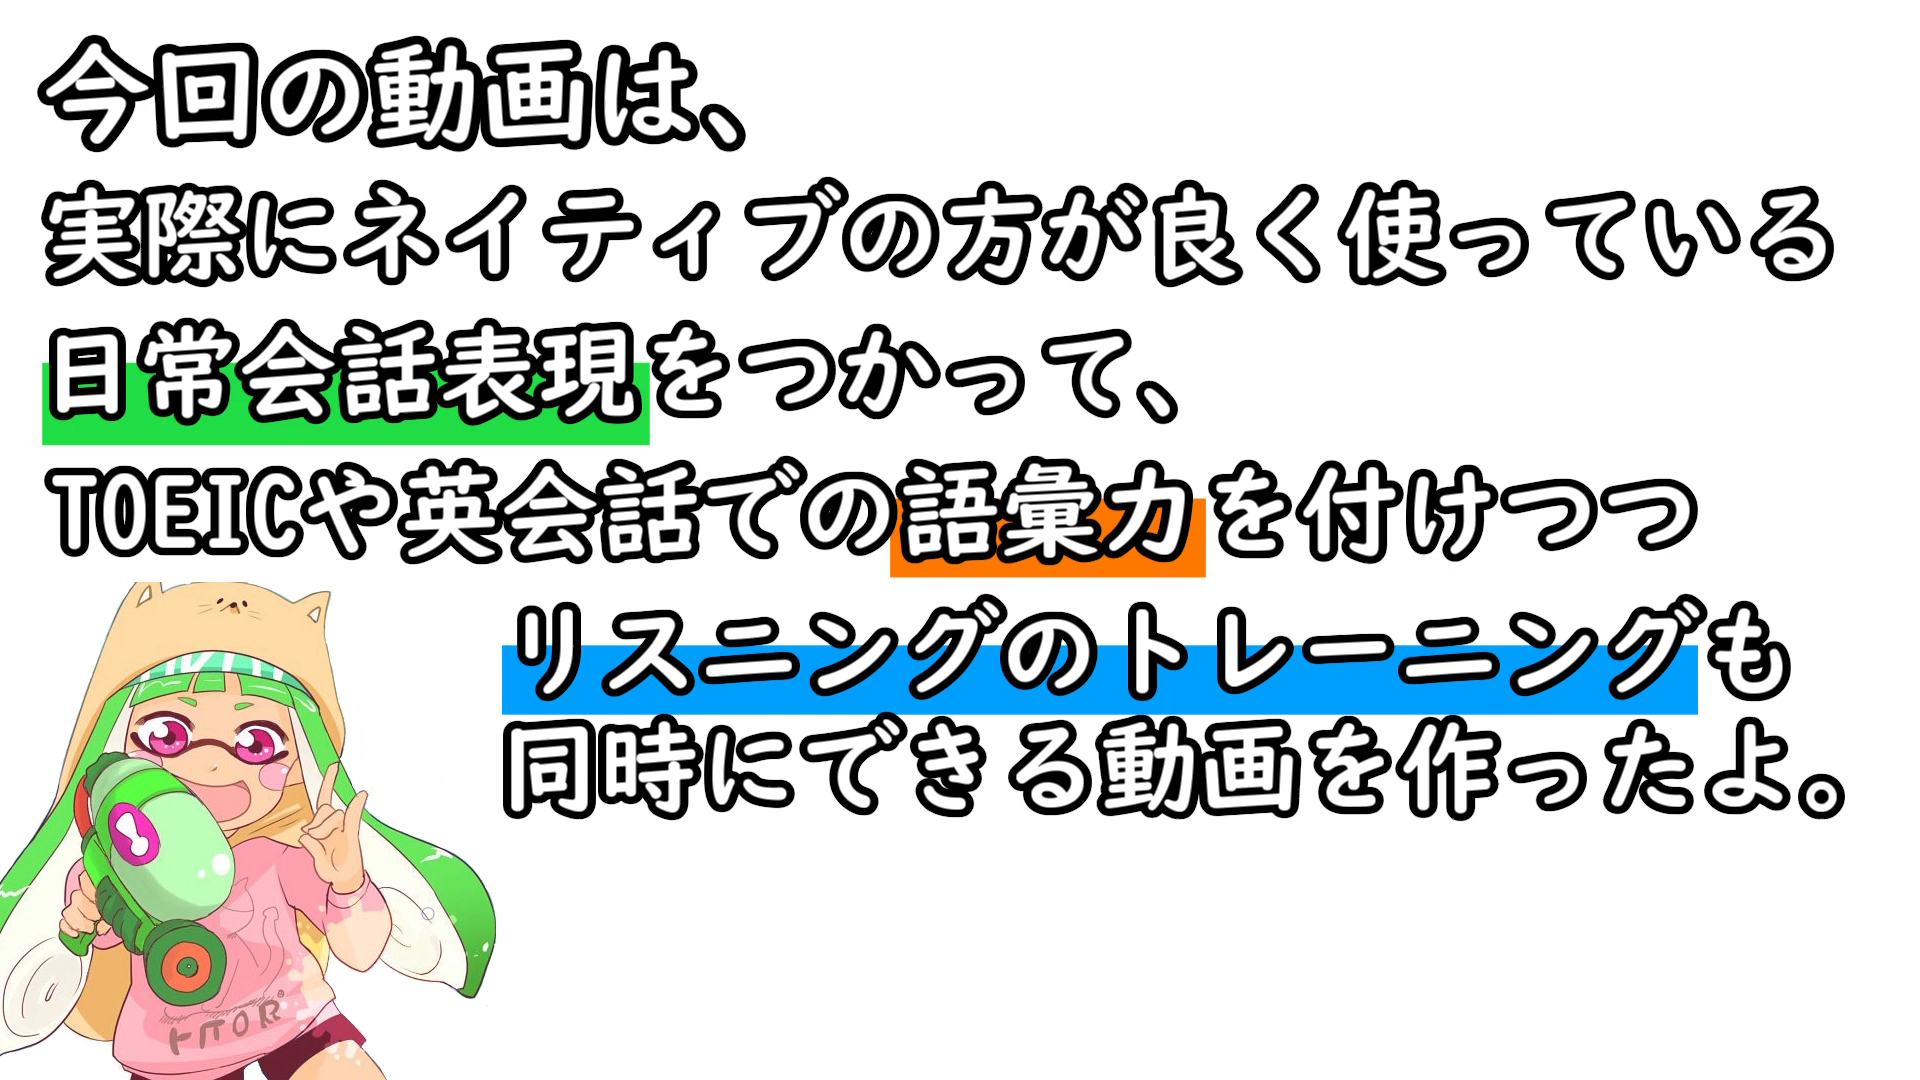 今回の動画は、
実際にネイティブの方が良く使っている
日常会話表現をつかって、
TOEICや英会話での語彙力を付けつつ
リスニングのトレーニングも
同時にできる動画を作ったよ。